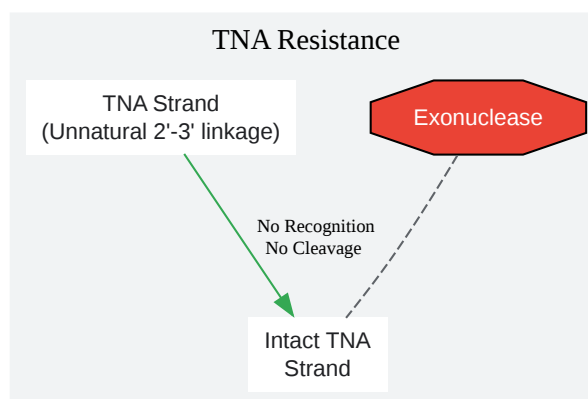 TNA Resistance
TNA Strand
(Unnatural 2'-3' linkage)
Exonuclease
No Recognition
No Cleavage
Intact TNA
Strand